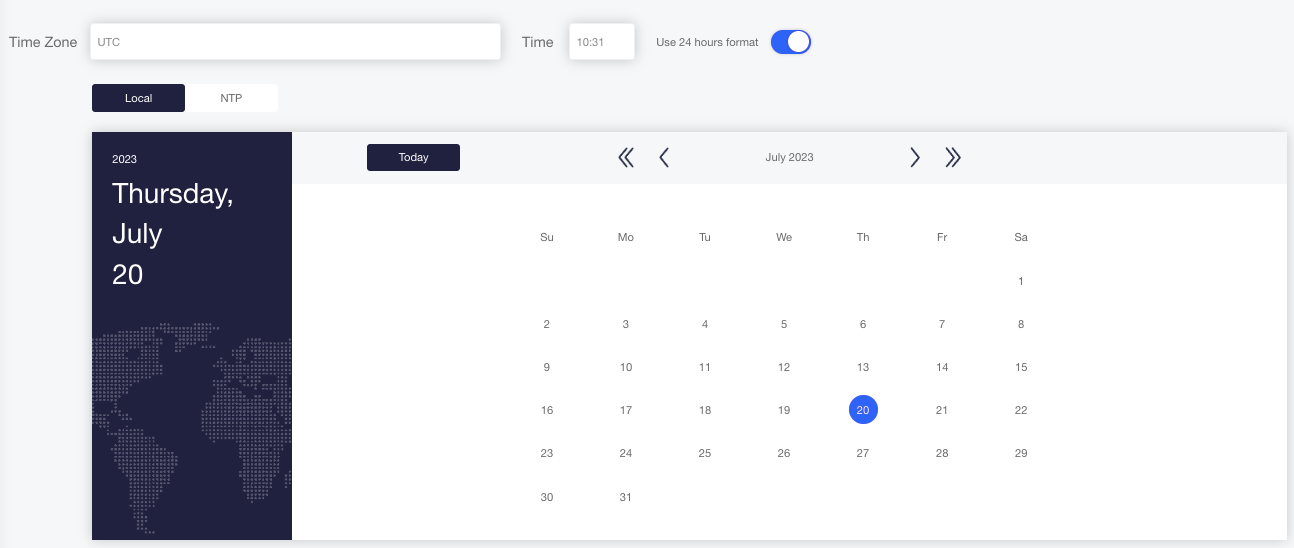 Time Zone UTC Time 10:31 Use 24 hours format
Local NTP
2023
Thursday,
July
20
Today July 2023
Su Mo Tu We Th Fr Sa
1
2 3 4 5 6 7 8
9 10 11 12 13 14 15
16 17 18 19 20 21 22
23 24 25 26 27 28 29
30 31